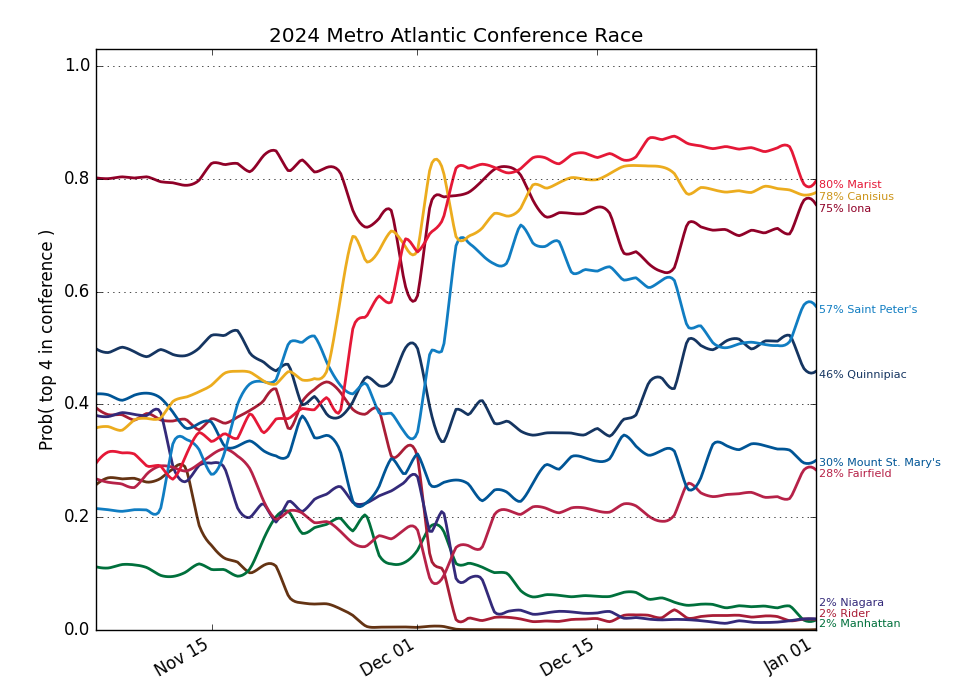 2024 Metro Atlantic Conference Race
Prob( top 4 in conference )
1.0
0.8
0.6
0.4
0.2
0.0
Nov 15
Dec 01
Dec 15
Jan 01
80% Marist
78% Canisius
75% Iona
57% Saint Peter's
46% Quinnipiac
30% Mount St. Mary's
28% Fairfield
2% Niagara
2% Rider
2% Manhattan